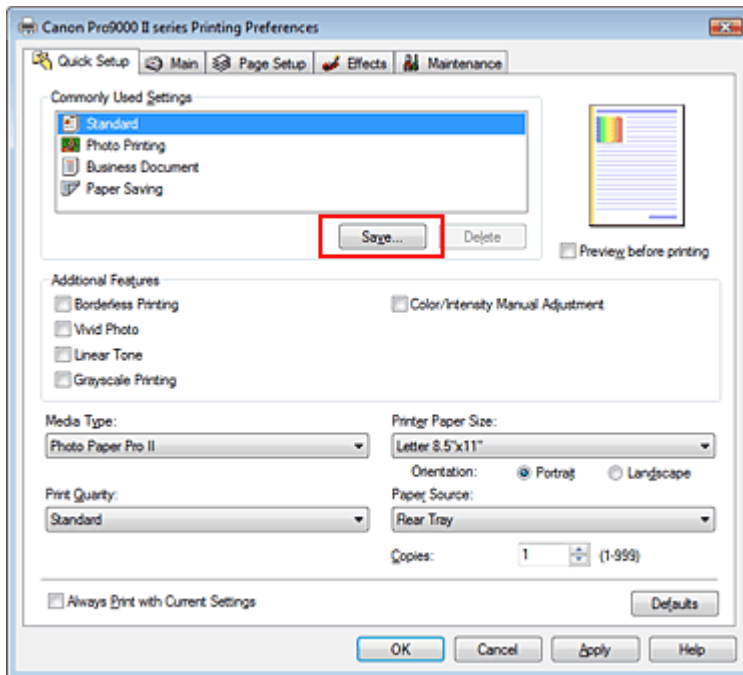 Canon Pro9000 II series Printing Preferences
Quick Setup Main Page Setup Effects Maintenance
Commonly Used Settings
Standard
Photo Printing
Business Document
Paper Saving
Save... Delete
Preview before printing
Additional Features
Borderless Printing Color/Intensity Manual Adjustment
Vivid Photo
Linear Tone
Grayscale Printing
Media Type: Printer Paper Size:
Photo Paper Pro II Letter 8.5"x11"
Orientation: Portrait Landscape
Print Quality: Paper Source:
Standard Rear Tray
Copies: 1 (1-999)
Always Print with Current Settings Defaults
OK Cancel Apply Help